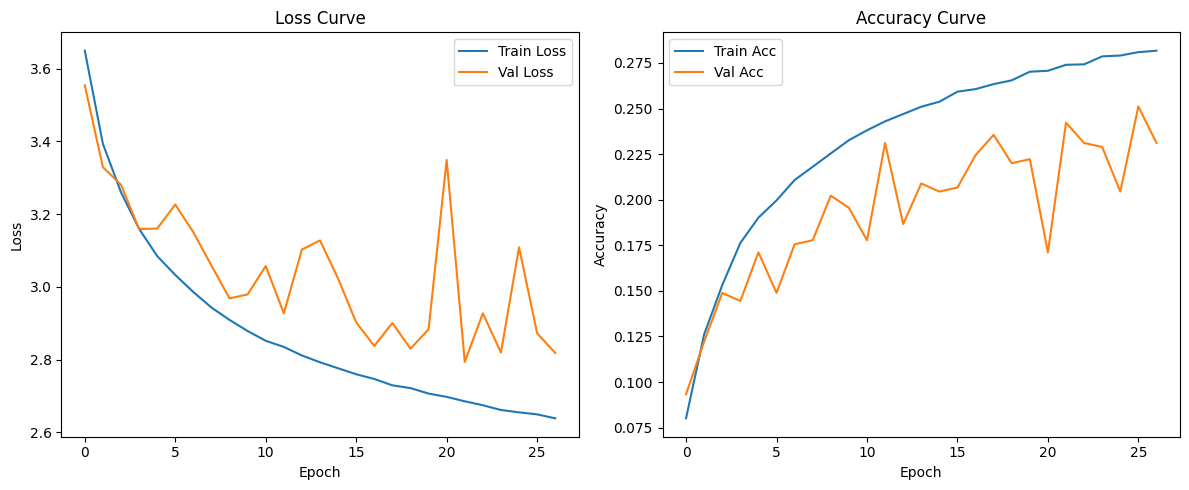 Loss Curve
Train Loss
Val Loss
3.6
3.4
3.2
3.0
2.8
2.6
Loss
0
5
10
15
20
25
Epoch
Accuracy Curve
Train Acc
Val Acc
0.275
0.250
0.225
0.200
0.175
0.150
0.125
0.100
0.075
Accuracy
0
5
10
15
20
25
Epoch